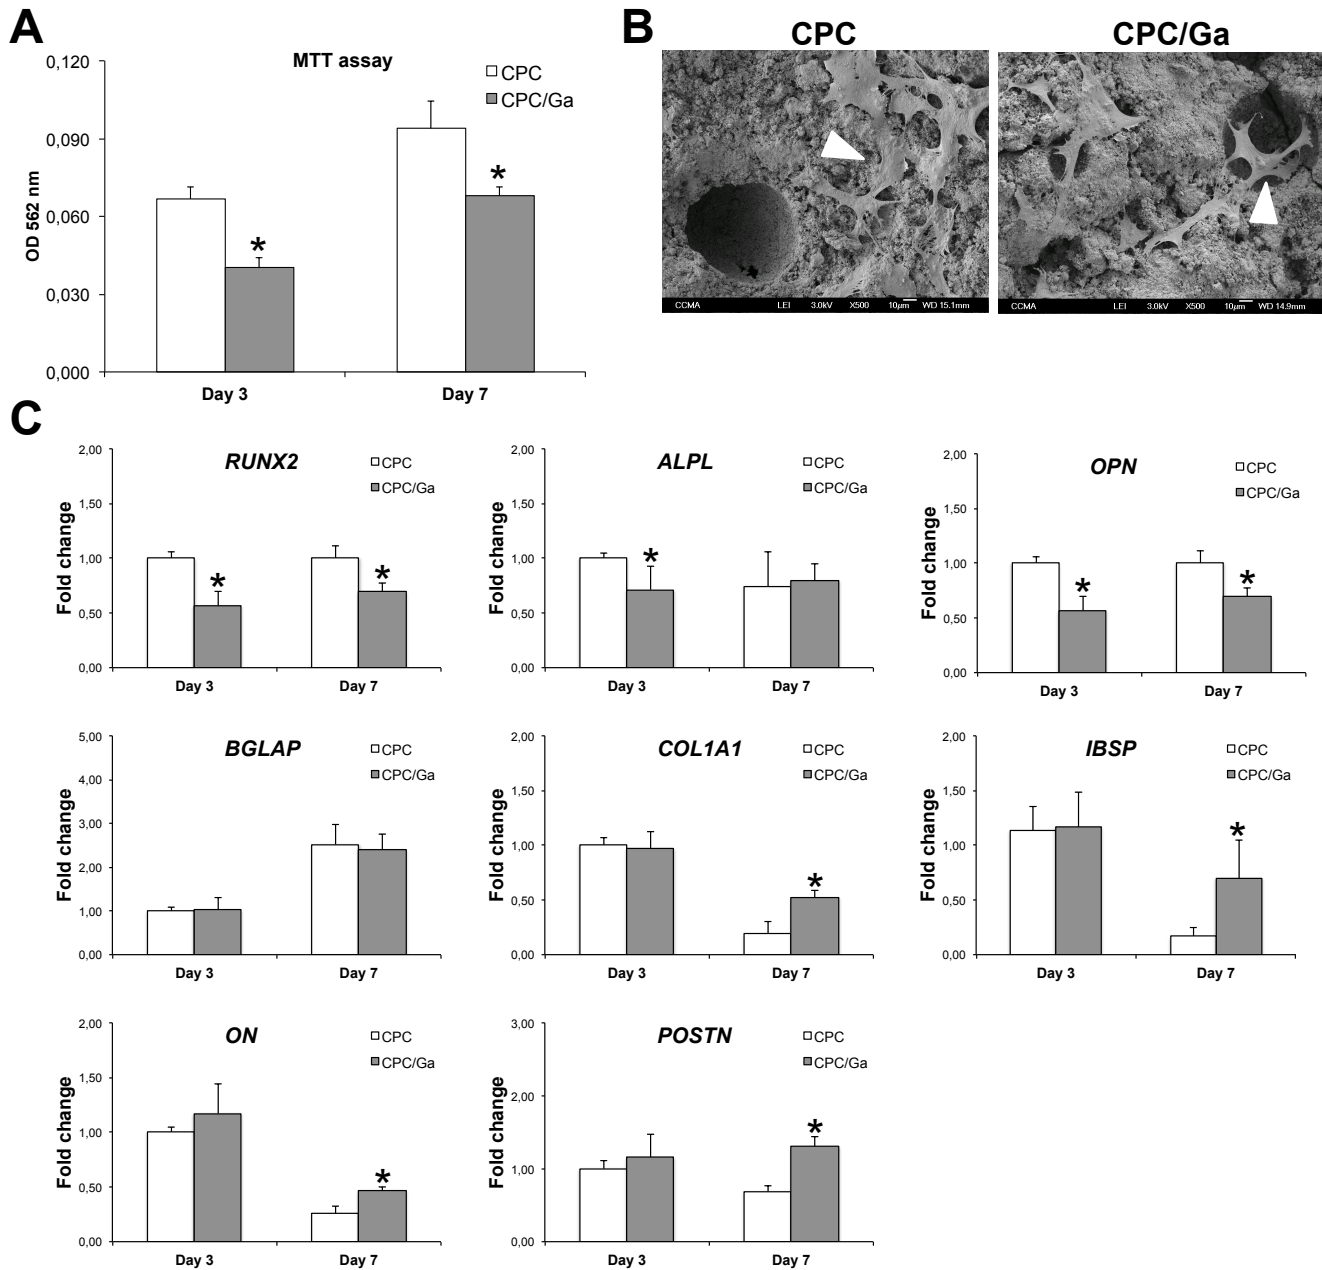 A
MTT assay
CPC
CPC/Ga
OD 562 nm
0,120
0,090
0,060
0,030
0,000
*
*
Day 3
Day 7
B
CPC
CPC/Ga
CCMA LEI 3.0kV X500 10µm WD 15.1mm
CCMA LEI 3.0kV X500 10µm WD 14.9mm
C
RUNX2
CPC
CPC/Ga
Fold change
2,00
1,50
1,00
0,50
0,00
*
*
Day 3
Day 7
ALPL
CPC
CPC/Ga
Fold change
2,00
1,50
1,00
0,50
0,00
*
Day 3
Day 7
OPN
CPC
CPC/Ga
Fold change
2,00
1,50
1,00
0,50
0,00
*
*
Day 3
Day 7
BGLAP
CPC
CPC/Ga
Fold change
5,00
4,00
3,00
2,00
1,00
0,00
Day 3
Day 7
COL1A1
CPC
CPC/Ga
Fold change
2,00
1,50
1,00
0,50
0,00
*
Day 3
Day 7
IBSP
CPC
CPC/Ga
Fold change
2,00
1,50
1,00
0,50
0,00
*
Day 3
Day 7
ON
CPC
CPC/Ga
Fold change
2,00
1,50
1,00
0,50
0,00
*
Day 3
Day 7
POSTN
CPC
CPC/Ga
Fold change
3,00
2,00
1,00
0,00
*
Day 3
Day 7